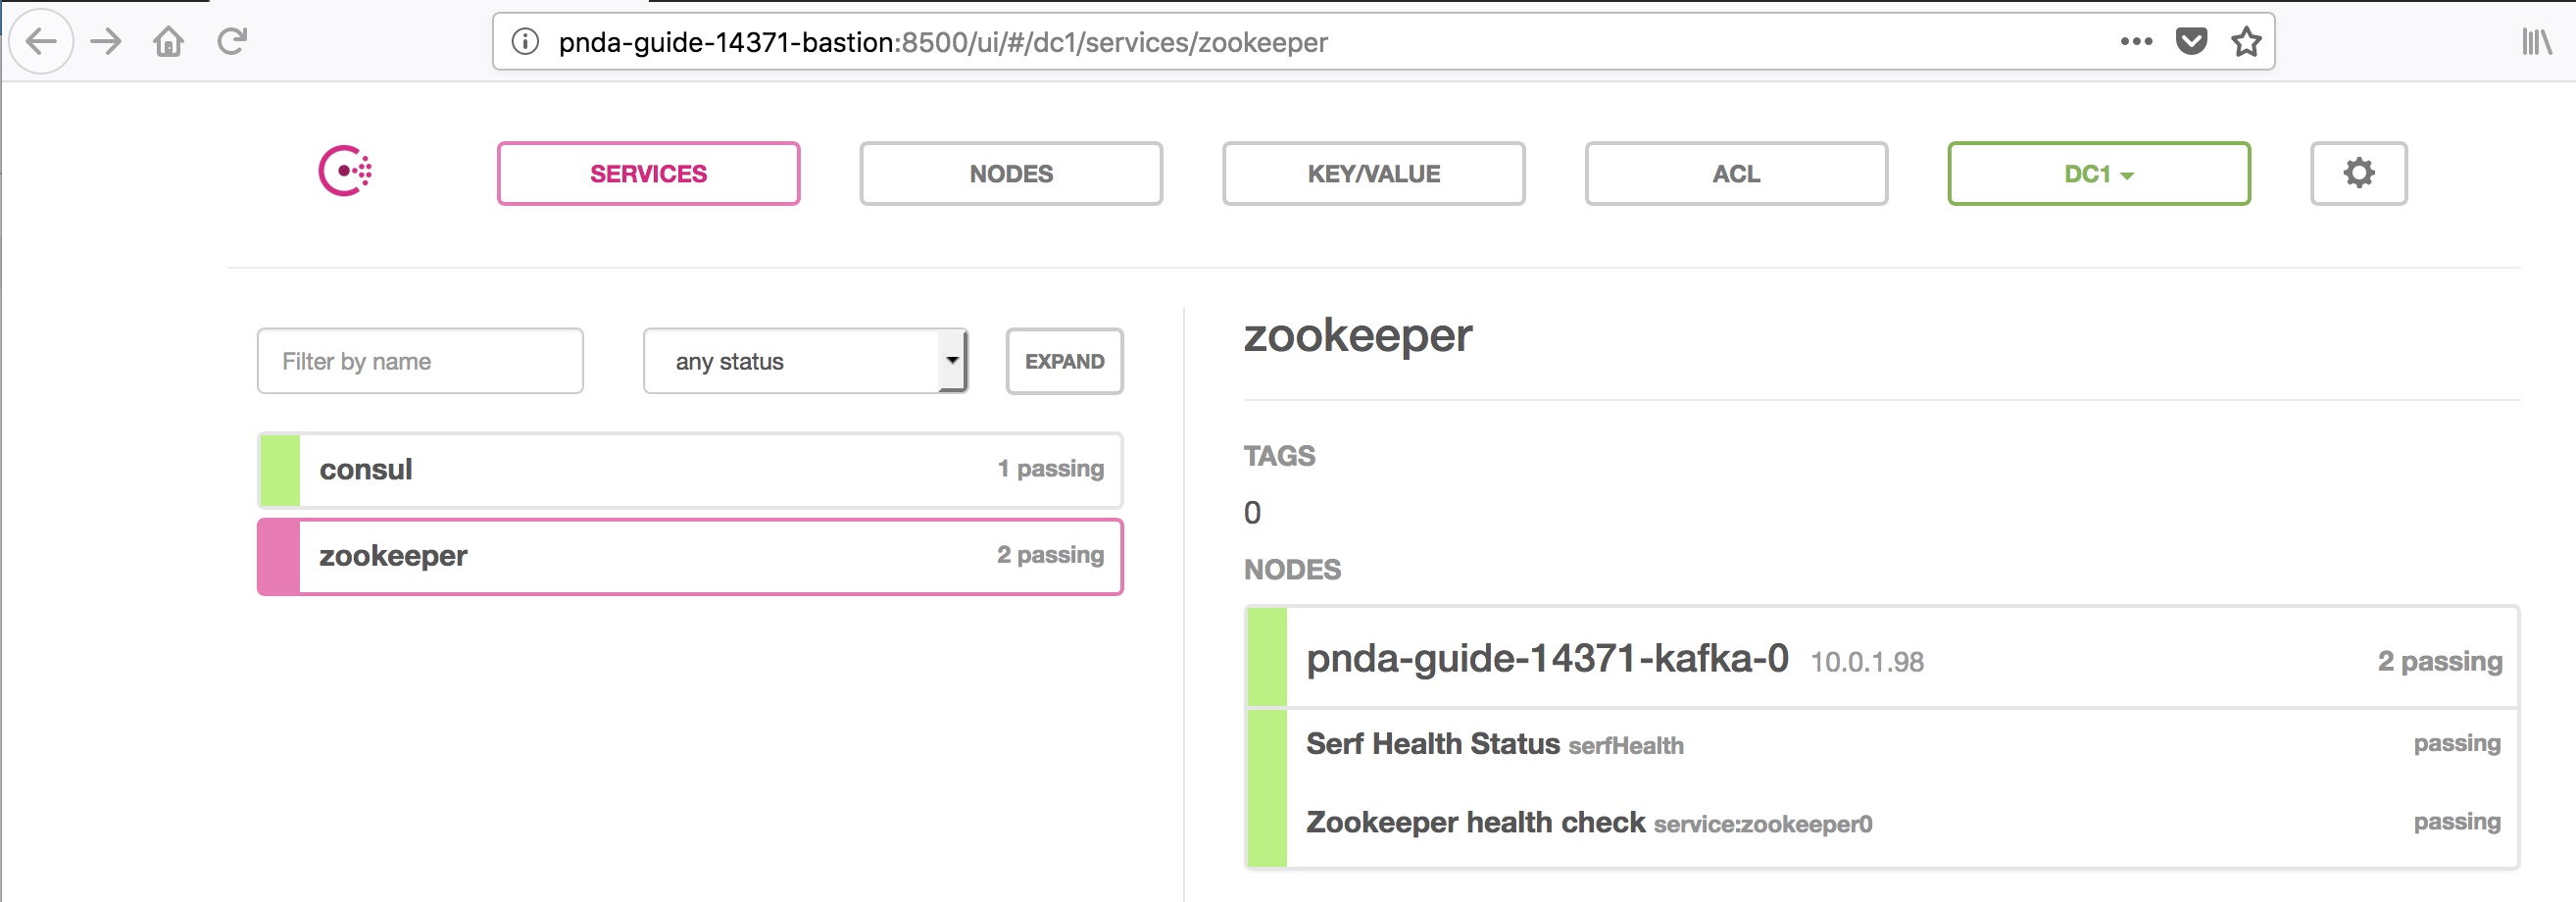 pnda-guide-14371-bastion:8500/ui/#/dc1/services/zookeeper
SERVICES NODES KEY/VALUE ACL DC1
Filter by name any status EXPAND
consul 1 passing
zookeeper 2 passing
zookeeper
TAGS
0
NODES
pnda-guide-14371-kafka-0 10.0.1.98 2 passing
Serf Health Status serfHealth passing
Zookeeper health check service:zookeeper0 passing